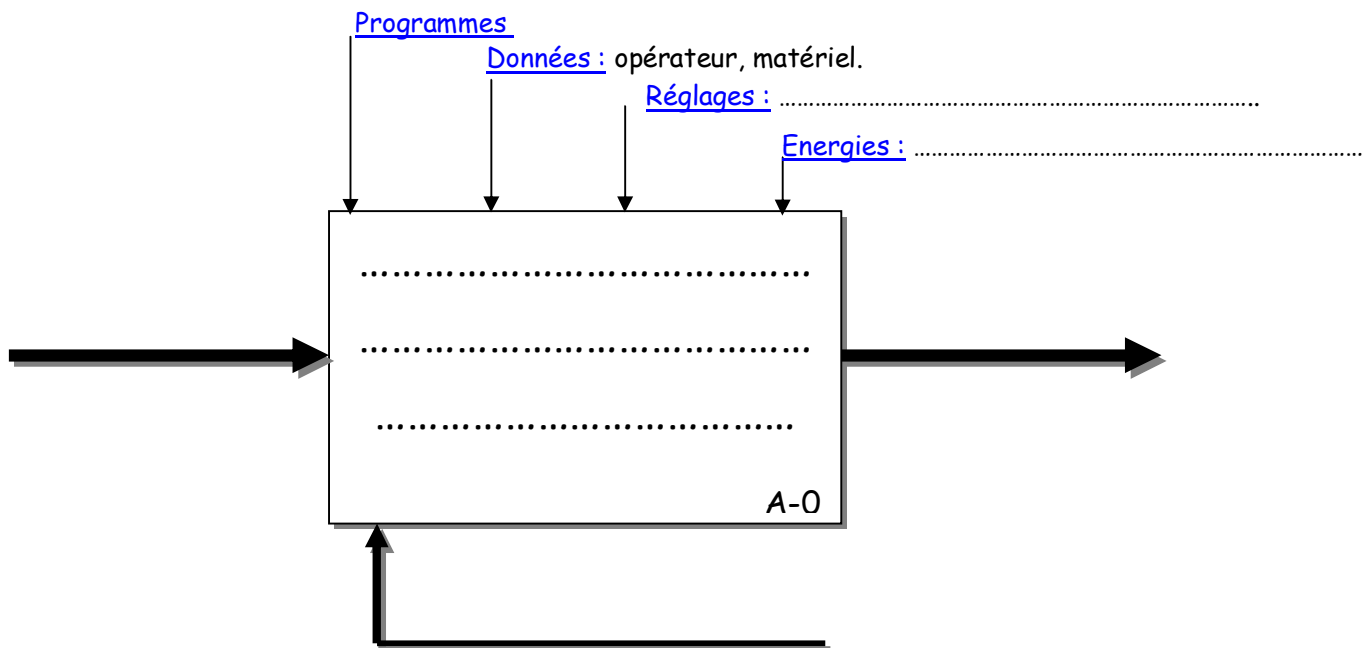 Programmes
Données : opérateur, matériel.
Réglages : ……………………………………………………………………..
Energies : …………………………………………………………………
……………………………………
……………………………………
…………………………………
A-0